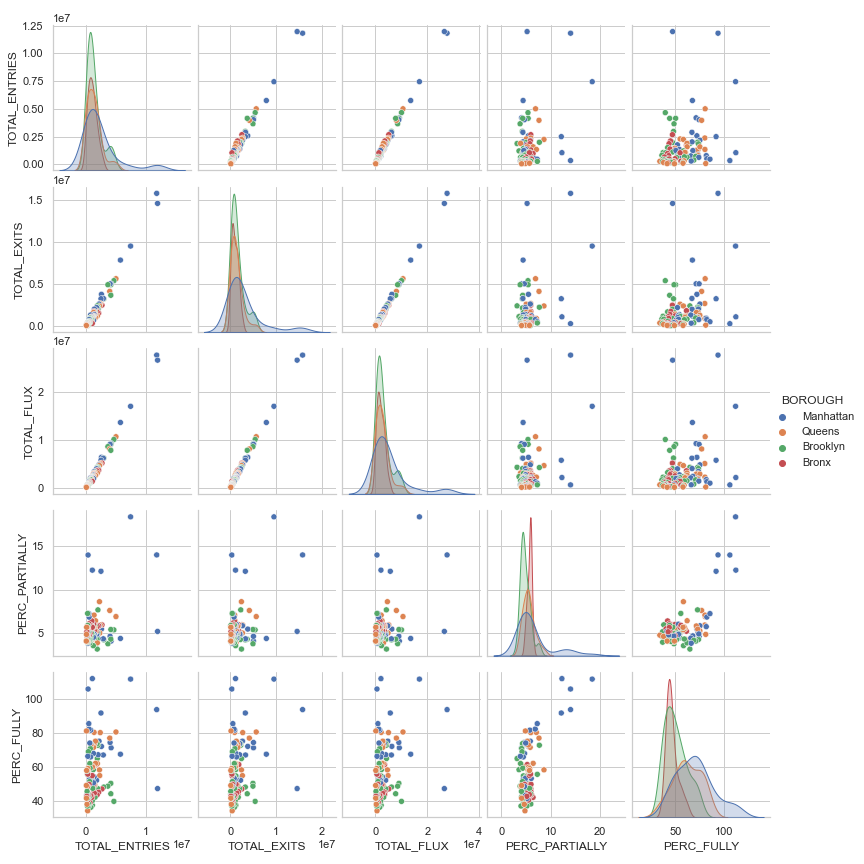 1e7
TOTAL_ENTRIES
1.25
1.00
0.75
0.50
0.25
0.00
1e7
TOTAL_EXITS
1.5
1.0
0.5
0.0
1e7
TOTAL_FLUX
2
1
0
BOROUGH
Manhattan
Queens
Brooklyn
Bronx
PERC_PARTIALLY
15
10
5
PERC_FULLY
100
80
60
40
0 1 0 1 2 0 2 4 0 10 20 50 100
TOTAL_ENTRIES 1e7 TOTAL_EXITS 1e7 TOTAL_FLUX 1e7 PERC_PARTIALLY PERC_FULLY